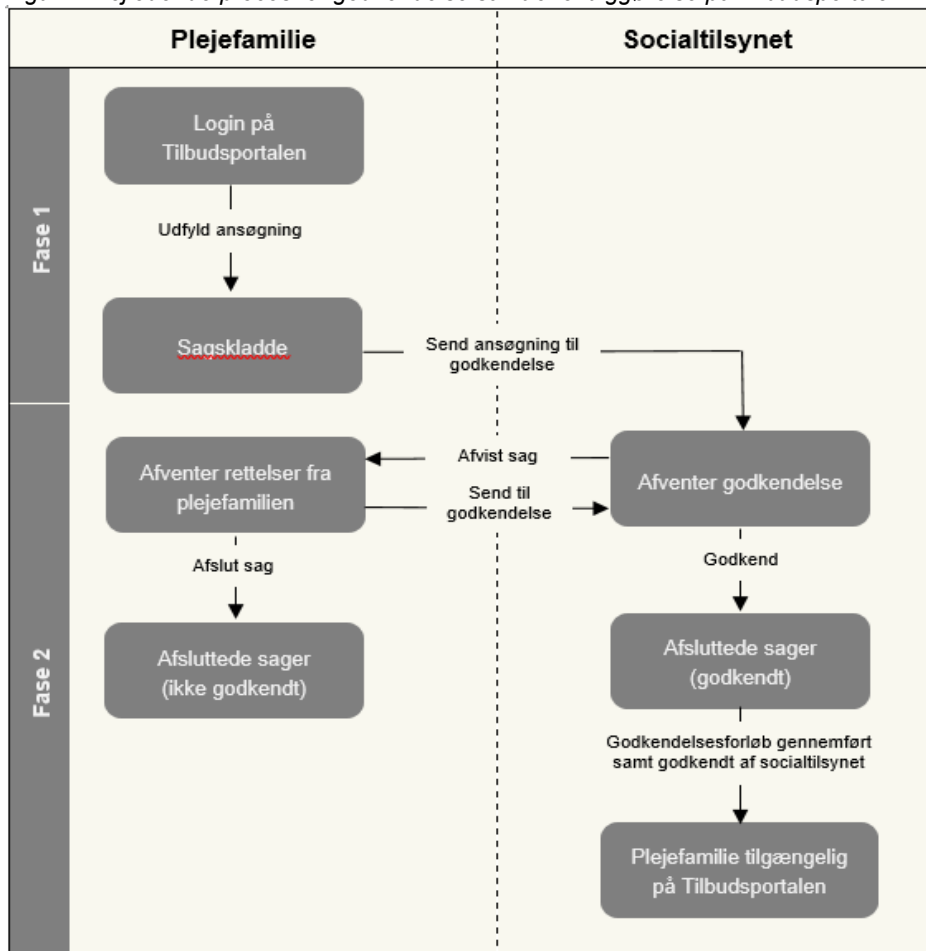 Plejefamilie
Socialtilsynet
Fase 1
Login på
Tilbudsportalen
Udfyld ansøgning
Sagskladde
Send ansøgning til
godkendelse
Fase 2
Afventer rettelser fra
plejefamilien
Afvist sag
Send til
godkendelse
Afventer godkendelse
Afslut sag
Godkend
Afsluttede sager
(ikke godkendt)
Afsluttede sager
(godkendt)
Godkendelsesforløb gennemført
samt godkendt af socialtilsynet
Plejefamilie tilgængelig
på Tilbudsportalen